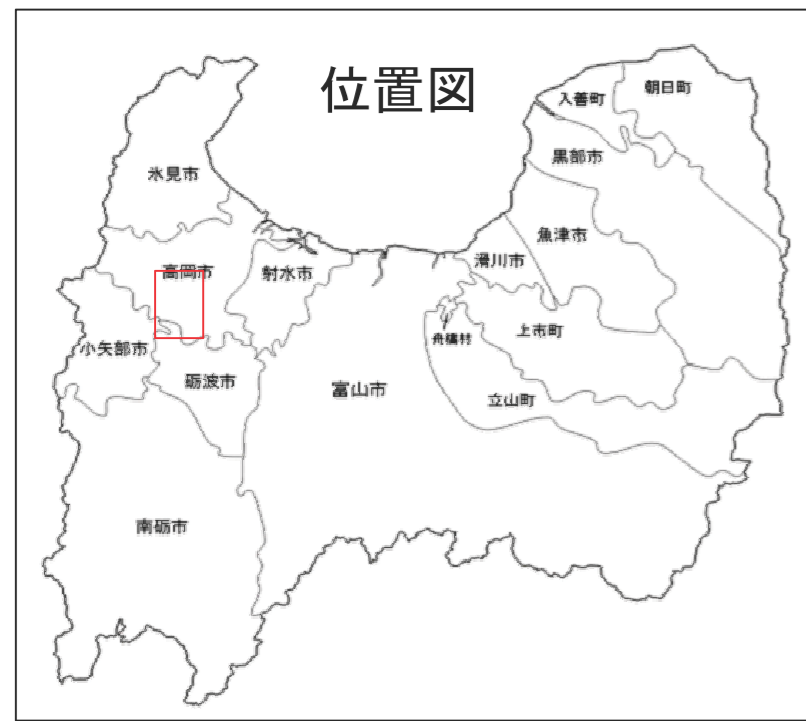 位置図
入善町
朝日町
黒部市
氷見市
魚津市
滑川市
高岡市
射水市
上市町
舟橋村
小矢部市
砺波市
富山市
立山町
南砺市